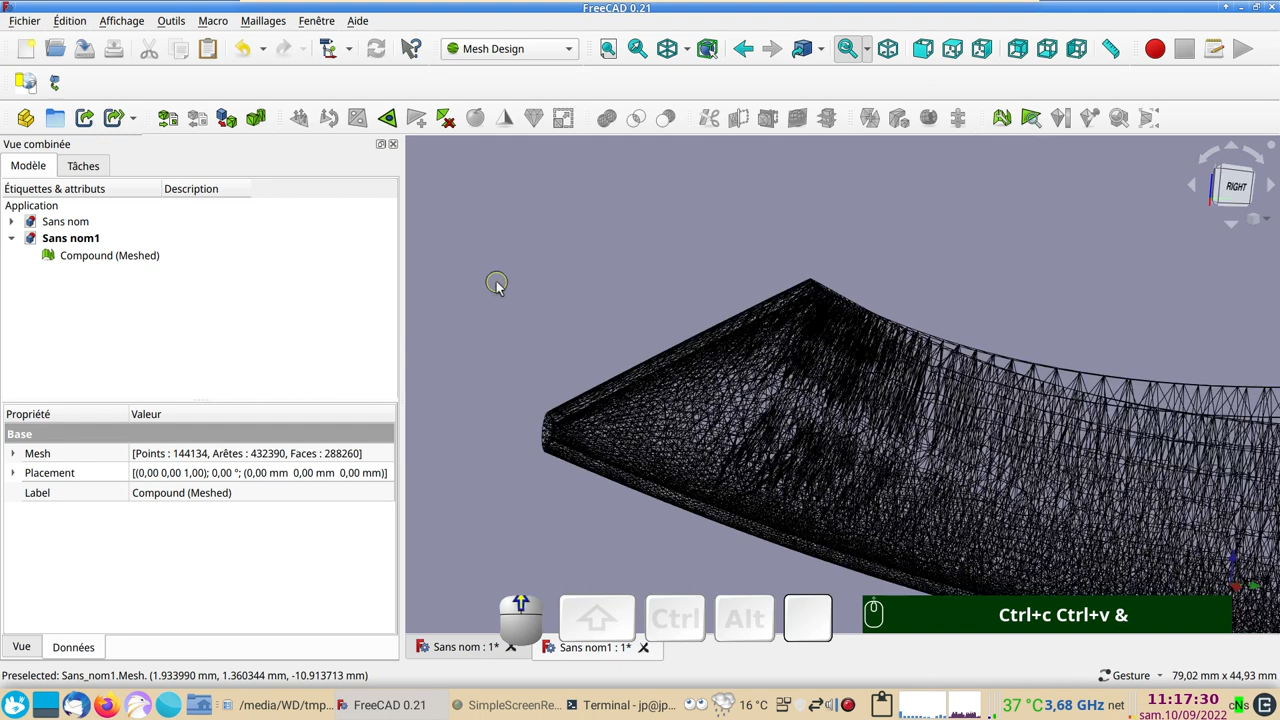 FreeCAD 0.21
Fichier Édition Affichage Outils Macro Maillages Fenêtre Aide
Mesh Design
Vue combinée
Modèle Tâches
Étiquettes & attributs Description
Application
Sans nom
Sans nom1
Compound (Meshed)
RIGHT
Propriété Valeur
Base
Mesh [Points : 144134, Arêtes : 432390, Faces : 288260]
Placement [(0,00 0,00 1,00); 0,00 °; (0,00 mm 0,00 mm 0,00 mm)]
Label Compound (Meshed)
Ctrl Alt
Ctrl+c Ctrl+v &
Vue Données
Sans nom : 1* Sans nom1 : 1*
Preselected: Sans_nom1.Mesh. (1.933990 mm, 1.360344 mm, -10.913713 mm)
Gesture 79,02 mm x 44,93 mm
/media/WD/tmp... FreeCAD 0.21 SimpleScreenRe... Terminal - jp@jp... 16 °C 37 °C 3,68 GHz net 11:17:30
sam.10/09/2022
cNs